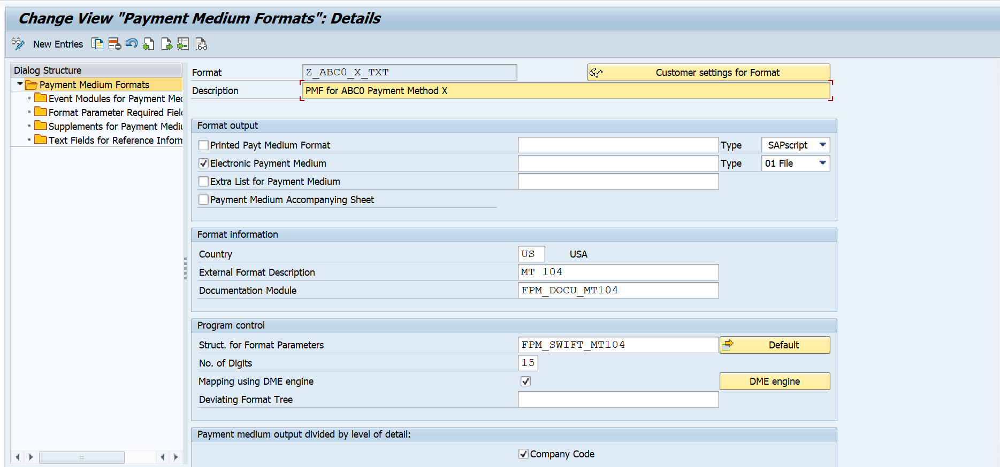 Change View "Payment Medium Formats": Details
New Entries
Dialog Structure
Payment Medium Formats
Event Modules for Payment Med
Format Parameter Required Field
Supplements for Payment Mediu
Text Fields for Reference Inform
Format Z_ABC0_X_TXT Customer settings for Format
Description PMF for ABC0 Payment Method X
Format output
Printed Payt Medium Format Type SAPscript
Electronic Payment Medium Type 01 File
Extra List for Payment Medium
Payment Medium Accompanying Sheet
Format information
Country US USA
External Format Description MT 104
Documentation Module FPM_DOCU_MT104
Program control
Struct. for Format Parameters FPM_SWIFT_MT104 Default
No. of Digits 15
Mapping using DME engine DME engine
Deviating Format Tree
Payment medium output divided by level of detail:
Company Code